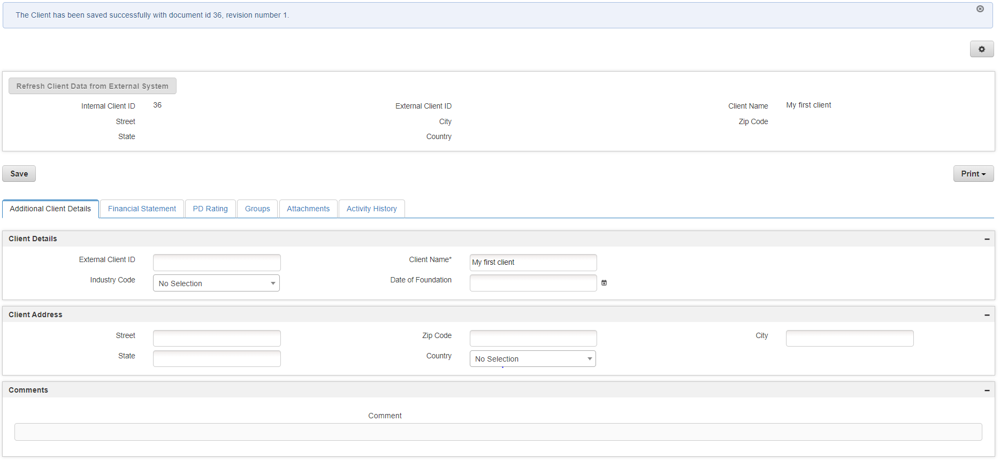 The Client has been saved successfully with document id 36, revision number 1.
Refresh Client Data from External System
Internal Client ID 36 External Client ID Client Name My first client
Street City Zip Code
State Country
Save Print
Additional Client Details Financial Statement PD Rating Groups Attachments Activity History
Client Details
External Client ID Client Name* My first client
Industry Code No Selection Date of Foundation
Client Address
Street Zip Code City
State Country No Selection
Comments
Comment